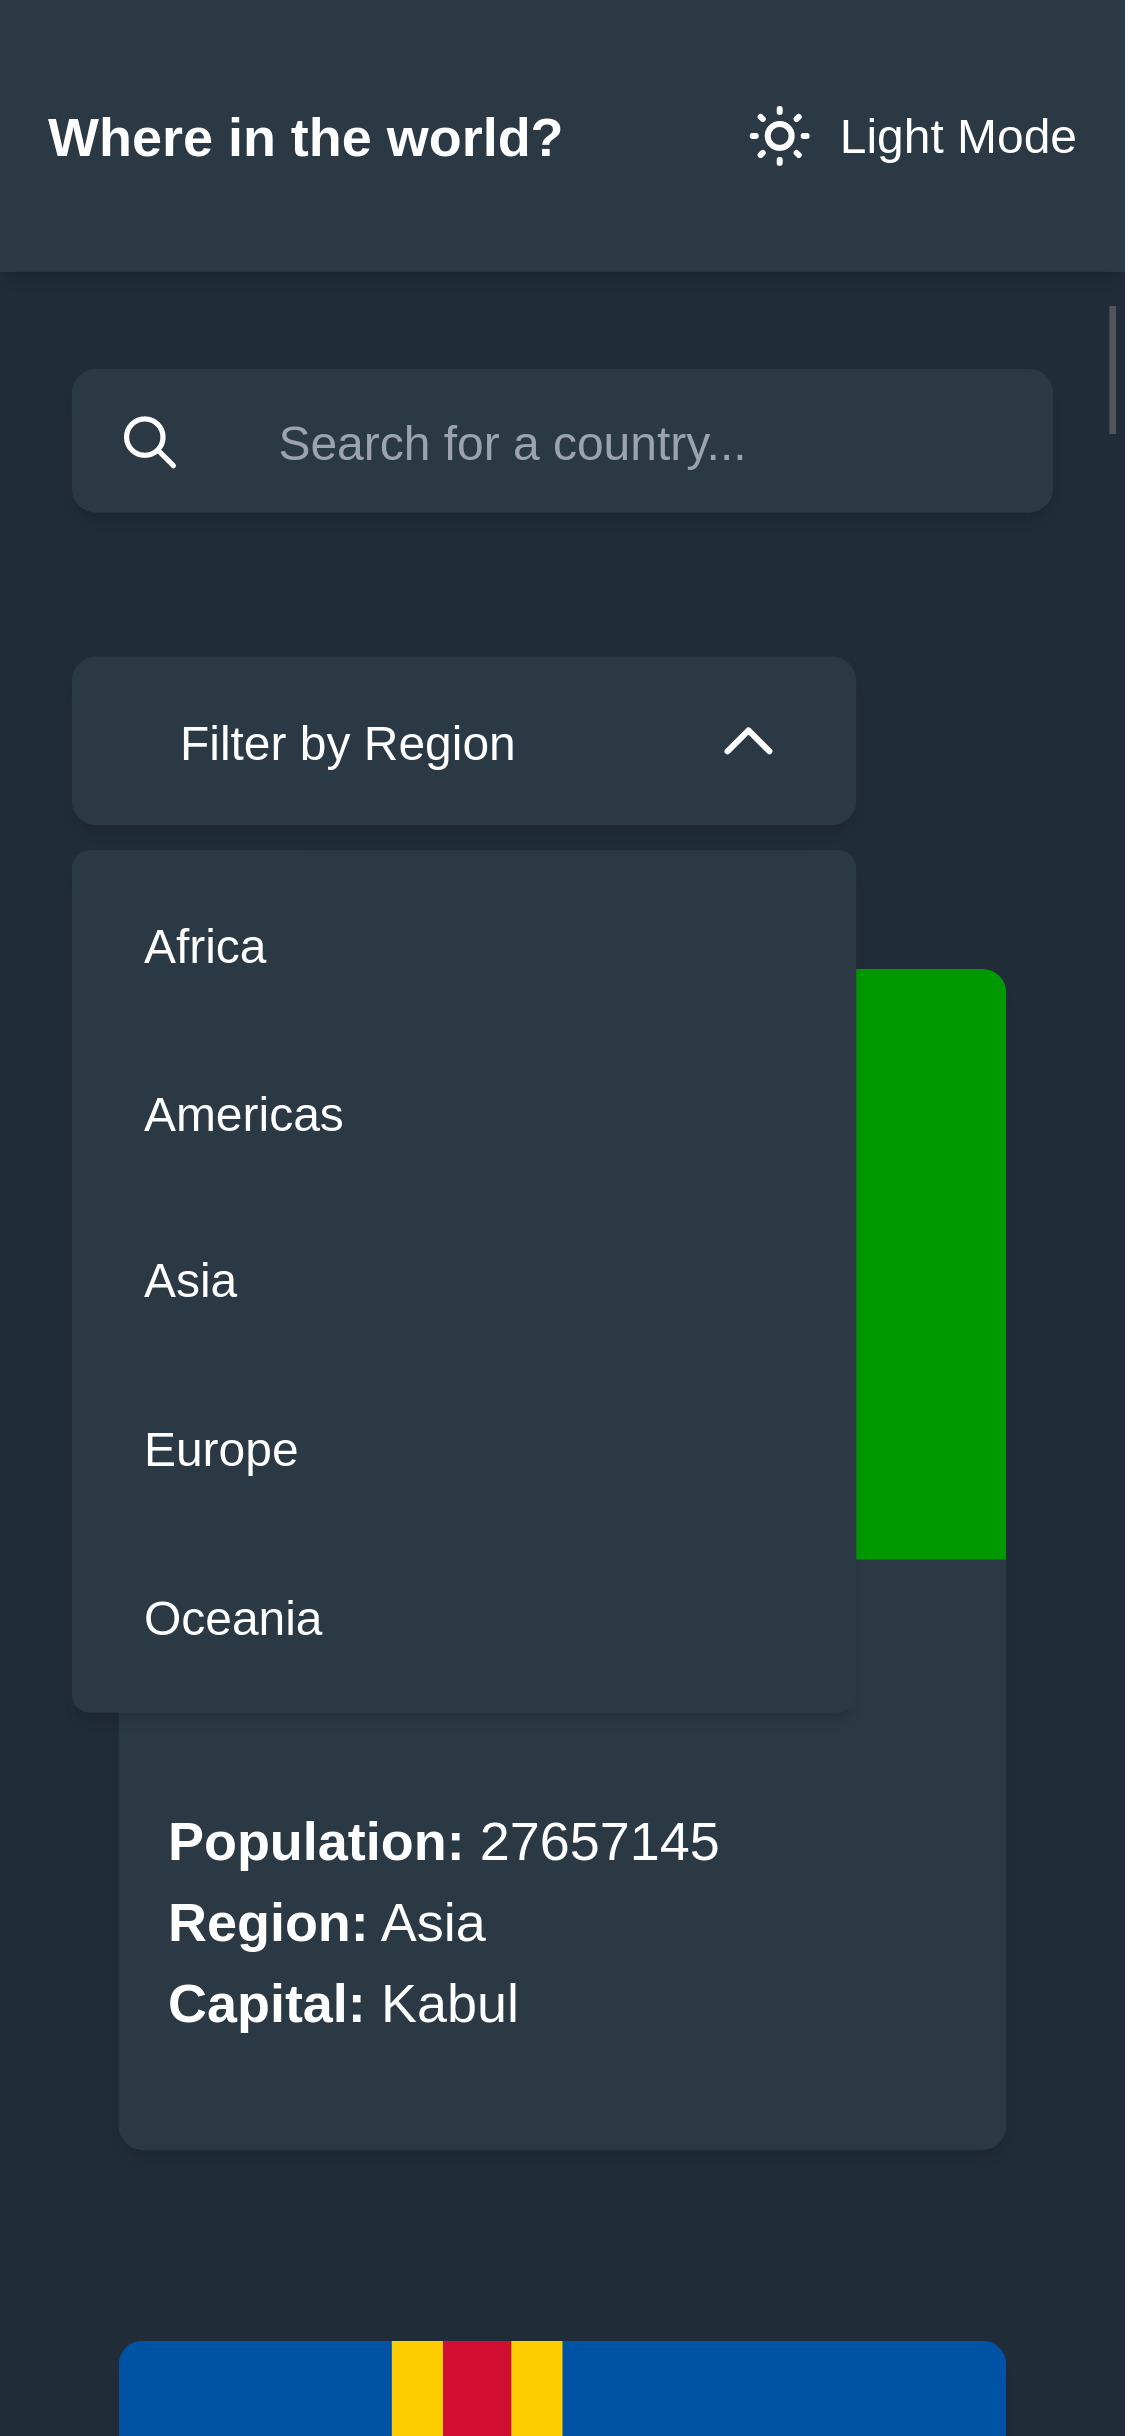 Where in the world?
Light Mode
Search for a country...
Filter by Region
Africa
Americas
Asia
Europe
Oceania
Population: 27657145
Region: Asia
Capital: Kabul